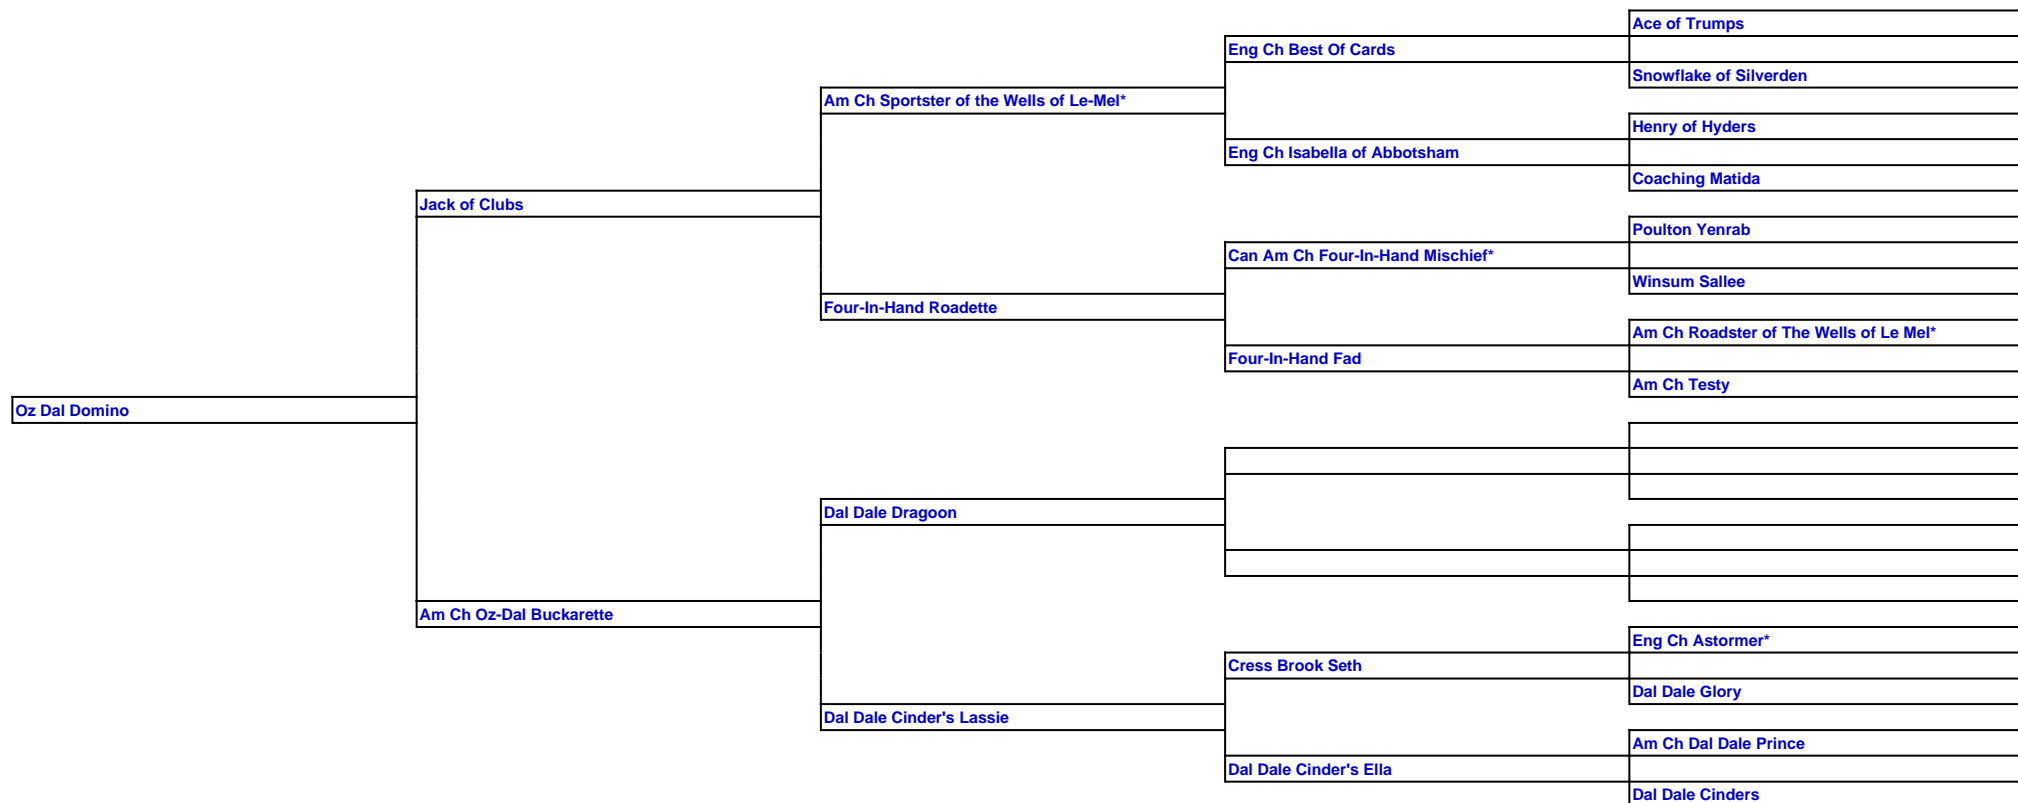 Ace of Trumps
Eng Ch Best Of Cards
Snowflake of Silverden
Am Ch Sportster of the Wells of Le-Mel*
Henry of Hyders
Eng Ch Isabella of Abbotsham
Coaching Matida
Jack of Clubs
Poulton Yenrab
Can Am Ch Four-In-Hand Mischief*
Winsum Sallee
Four-In-Hand Roadette
Am Ch Roadster of The Wells of Le Mel*
Four-In-Hand Fad
Am Ch Testy
Oz Dal Domino
Dal Dale Dragoon
Am Ch Oz-Dal Buckarette
Eng Ch Astormer*
Cress Brook Seth
Dal Dale Glory
Dal Dale Cinder's Lassie
Am Ch Dal Dale Prince
Dal Dale Cinder's Ella
Dal Dale Cinders